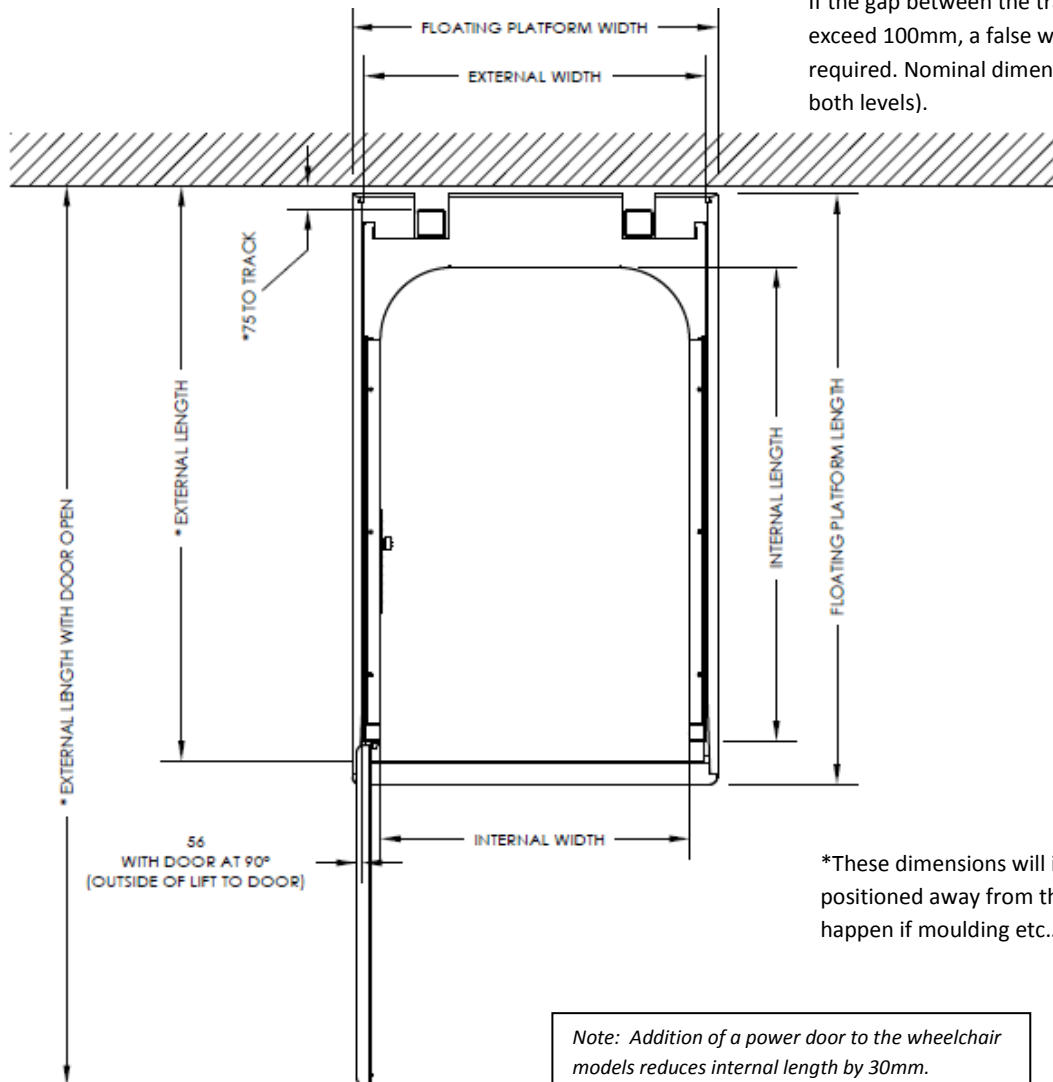 If the gap between the
exceed 100mm, a false
required. Nominal
both levels).
FLOATING PLATFORM WIDTH
EXTERNAL WIDTH
*75 TO TRACK
*EXTERNAL LENGTH
*EXTERNAL LENGTH WITH DOOR OPEN
INTERNAL LENGTH
FLOATING PLATFORM LENGTH
56
WITH DOOR AT 90°
(OUTSIDE OF LIFT TO DOOR)
INTERNAL WIDTH
*These dimensions will
positioned away from
happen if moulding etc..
Note: Addition of a power door to the wheelchair
models reduces internal length by 30mm.